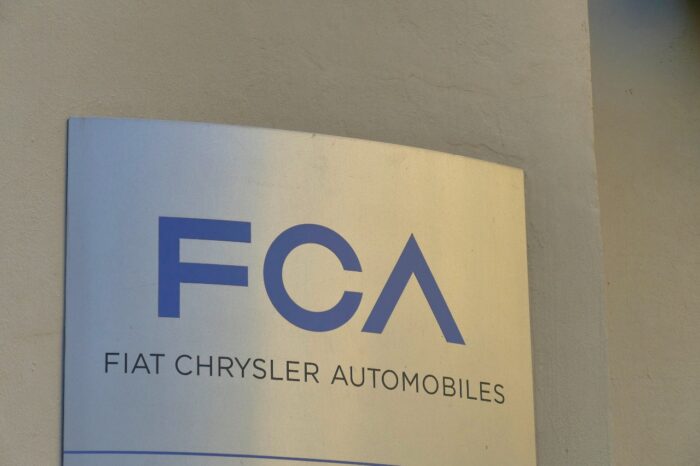 FCA
FIAT CHRYSLER AUTOMOBILES